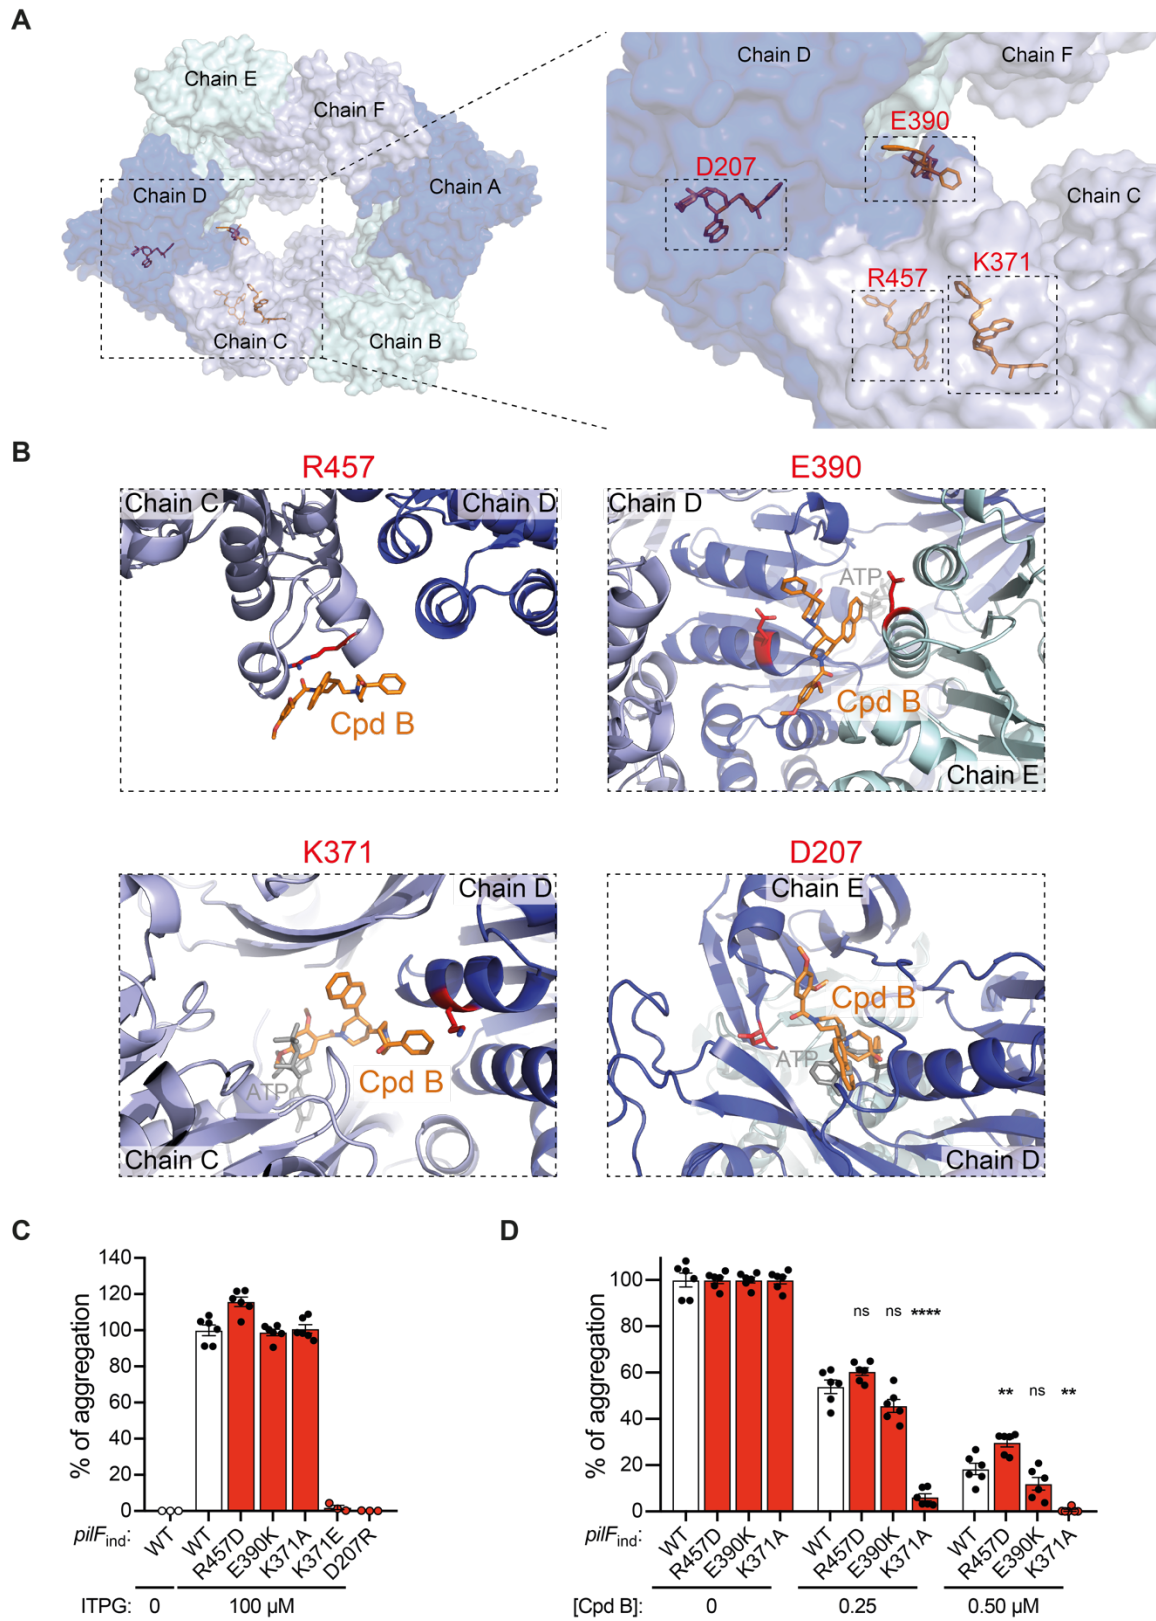 A
Chain E
Chain F
Chain D
Chain A
Chain C
Chain B
Chain D
Chain F
E390
D207
Chain C
R457
K371
B
R457
Chain C
Chain D
Cpd B
E390
Chain D
ATP
Cpd B
Chain E
K371
Chain D
ATP
Cpd B
Chain C
D207
Chain E
Cpd B
ATP
Chain D
C
% of aggregation
140
120
100
80
60
40
20
0
pilFind:
WT
WT
R457D
E390K
K371A
K371E
D207R
ITPG:
0
100 µM
D
% of aggregation
100
80
60
40
20
0
ns
ns
****
**
ns
**
pilFind:
WT
R457D
E390K
K371A
WT
R457D
E390K
K371A
WT
R457D
E390K
K371A
[Cpd B]:
0
0.25
0.50 µM